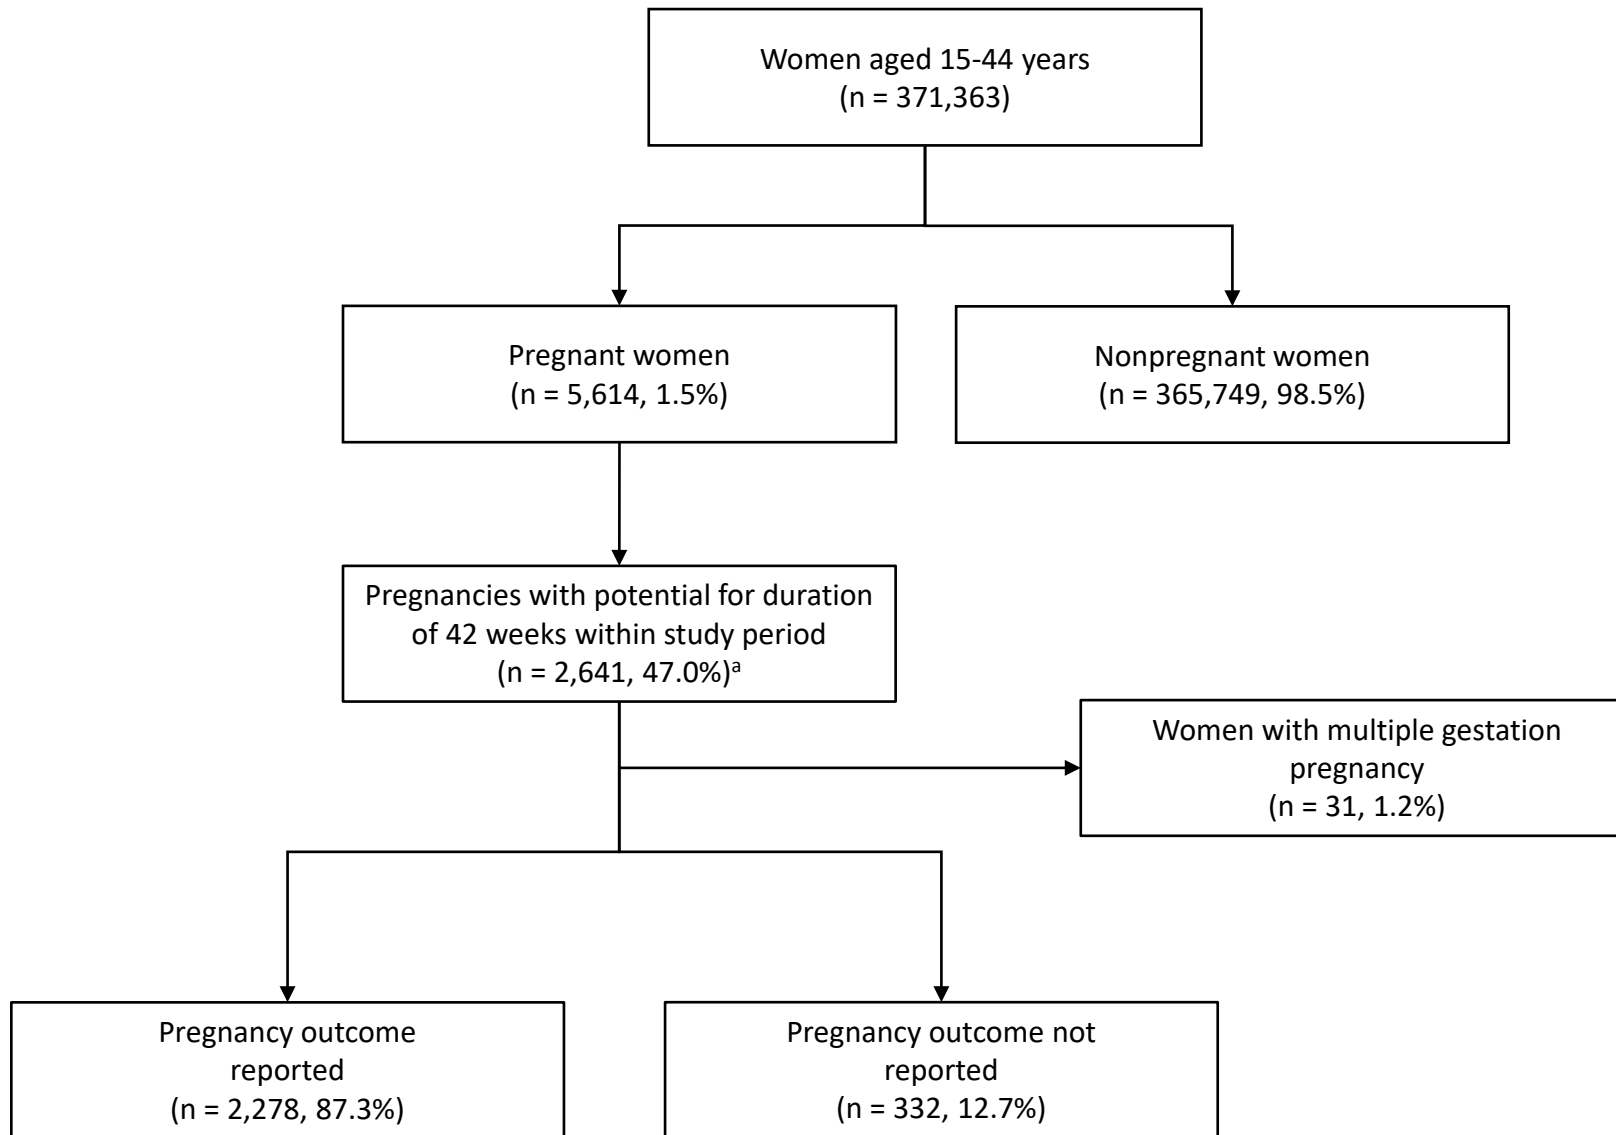 Women aged 15-44 years
(n = 371,363)
Pregnant women
(n = 5,614, 1.5%)
Nonpregnant women
(n = 365,749, 98.5%)
Pregnancies with potential for duration
of 42 weeks within study period
(n = 2,641, 47.0%)ᵃ
Women with multiple gestation
pregnancy
(n = 31, 1.2%)
Pregnancy outcome
reported
(n = 2,278, 87.3%)
Pregnancy outcome not
reported
(n = 332, 12.7%)